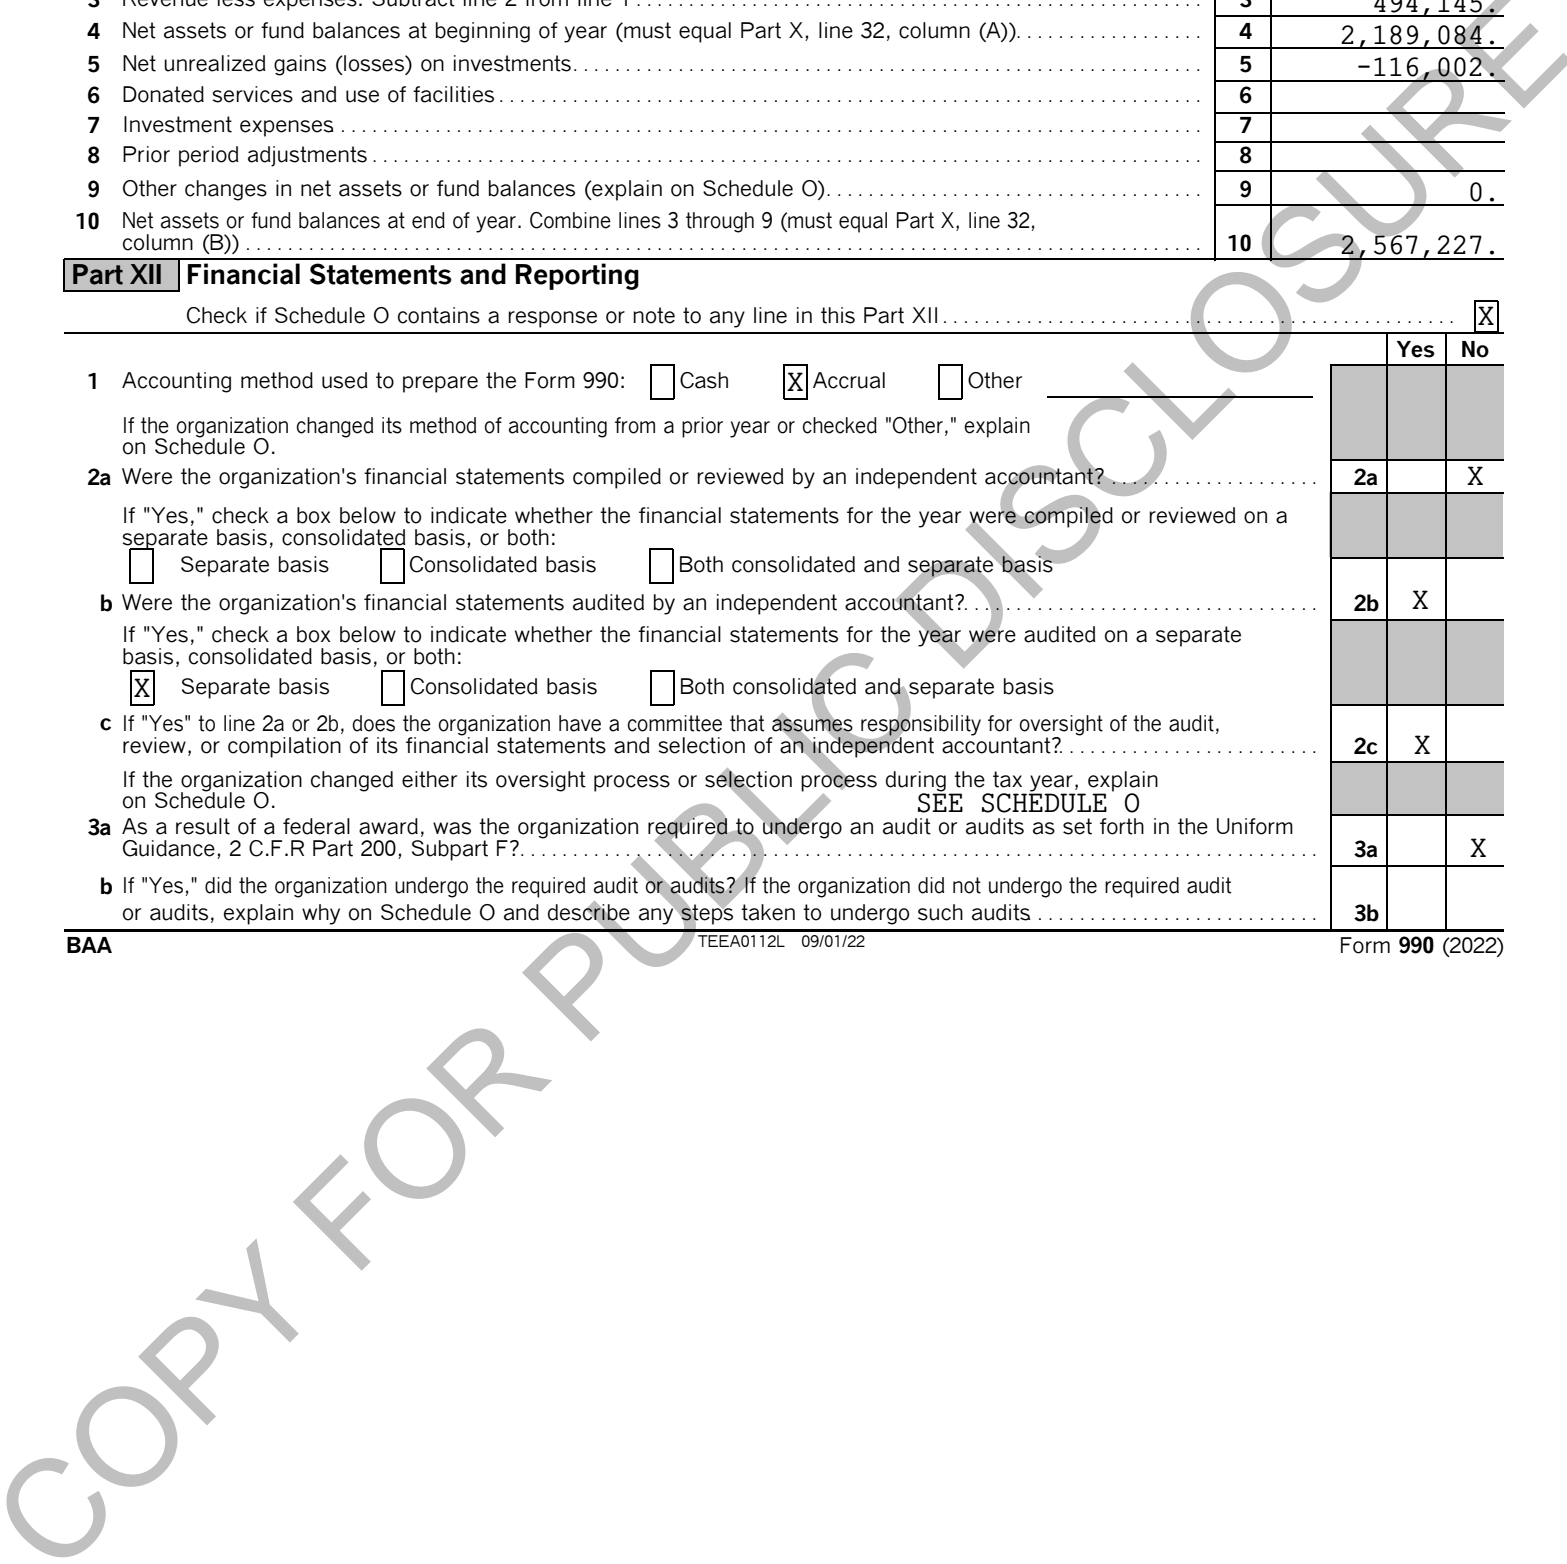 3 Revenue less expenses. Subtract line 2 from line 1 3 494,145.
4 Net assets or fund balances at beginning of year (must equal Part X, line 32, column (A)) 4 2,189,084.
5 Net unrealized gains (losses) on investments 5 -116,002.
6 Donated services and use of facilities 6
7 Investment expenses 7
8 Prior period adjustments 8
9 Other changes in net assets or fund balances (explain on Schedule O) 9 0.
10 Net assets or fund balances at end of year. Combine lines 3 through 9 (must equal Part X, line 32,
column (B)) 10 2,567,227.
Part XII Financial Statements and Reporting
Check if Schedule O contains a response or note to any line in this Part XII X
Yes No
1 Accounting method used to prepare the Form 990: Cash X Accrual Other
If the organization changed its method of accounting from a prior year or checked "Other," explain
on Schedule O.
2a Were the organization's financial statements compiled or reviewed by an independent accountant? 2a X
If "Yes," check a box below to indicate whether the financial statements for the year were compiled or reviewed on a
separate basis, consolidated basis, or both:
Separate basis Consolidated basis Both consolidated and separate basis
b Were the organization's financial statements audited by an independent accountant? 2b X
If "Yes," check a box below to indicate whether the financial statements for the year were audited on a separate
basis, consolidated basis, or both:
X Separate basis Consolidated basis Both consolidated and separate basis
c If "Yes" to line 2a or 2b, does the organization have a committee that assumes responsibility for oversight of the audit,
review, or compilation of its financial statements and selection of an independent accountant? 2c X
If the organization changed either its oversight process or selection process during the tax year, explain
on Schedule O. SEE SCHEDULE O
3a As a result of a federal award, was the organization required to undergo an audit or audits as set forth in the Uniform
Guidance, 2 C.F.R Part 200, Subpart F? 3a X
b If "Yes," did the organization undergo the required audit or audits? If the organization did not undergo the required audit
or audits, explain why on Schedule O and describe any steps taken to undergo such audits 3b
BAA TEEA0112L 09/01/22 Form 990 (2022)
COPY FOR PUBLIC DISCLOSURE